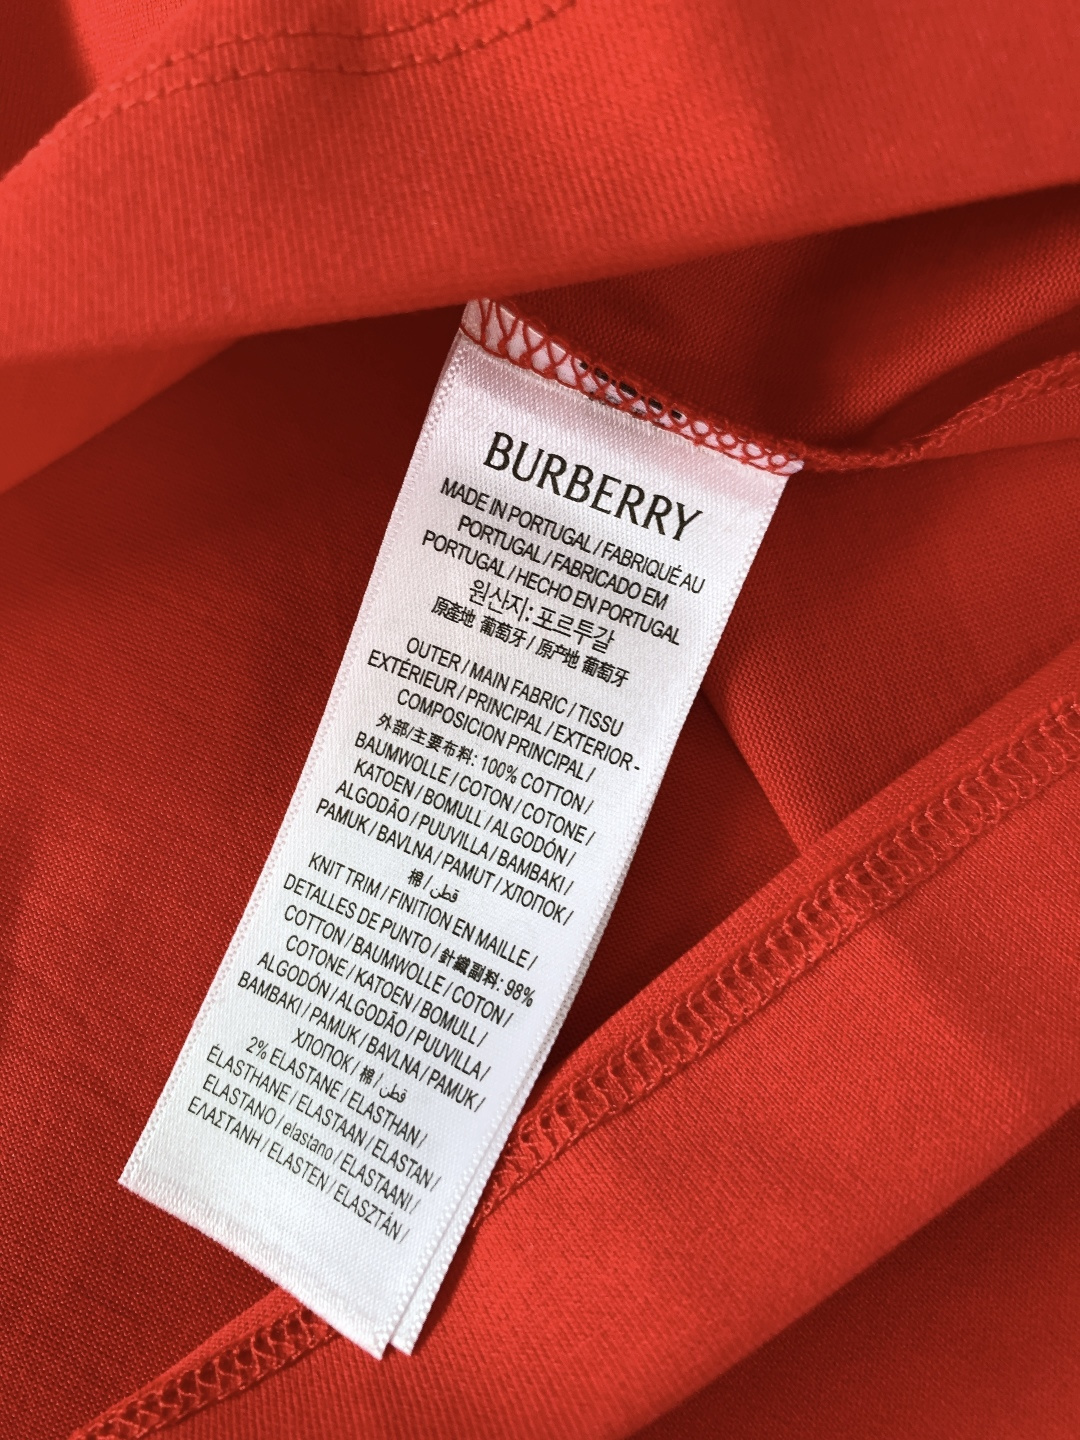 BURBERRY
MADE IN PORTUGAL / FABRIQUÉ AU
PORTUGAL / FABRICADO EM
PORTUGAL / HECHO EN PORTUGAL
원산지: 포르투갈
原產地 葡萄牙 / 原产地 葡萄牙
OUTER / MAIN FABRIC / TISSU
EXTÉRIEUR / PRINCIPAL / EXTERIOR -
COMPOSICION PRINCIPAL /
外部/主要布料: 100% COTTON /
BAUMWOLLE / COTON / COTONE /
KATOEN / BOMULL / ALGODÓN /
ALGODÃO / PUUVILLA / BAMBAKI /
PAMUK / BAVLNA / PAMUT / ХЛОПОК /
棉 / قطن
KNIT TRIM / FINITION EN MAILLE /
DETALLES DE PUNTO / 針織副料: 98%
COTTON / BAUMWOLLE / COTON /
COTONE / KATOEN / BOMULL /
ALGODÓN / ALGODÃO / PUUVILLA /
BAMBAKI / PAMUK / BAVLNA / PAMUK /
ХЛОПОК / 棉 / قطن
2% ELASTANE / ELASTHAN /
ÉLASTHANE / ELASTAAN / ELASTAN /
ELASTANO / elastano / ELASTAANI /
ΕΛΑΣΤΑΝΗ / ELASTEN / ELASZTÁN /